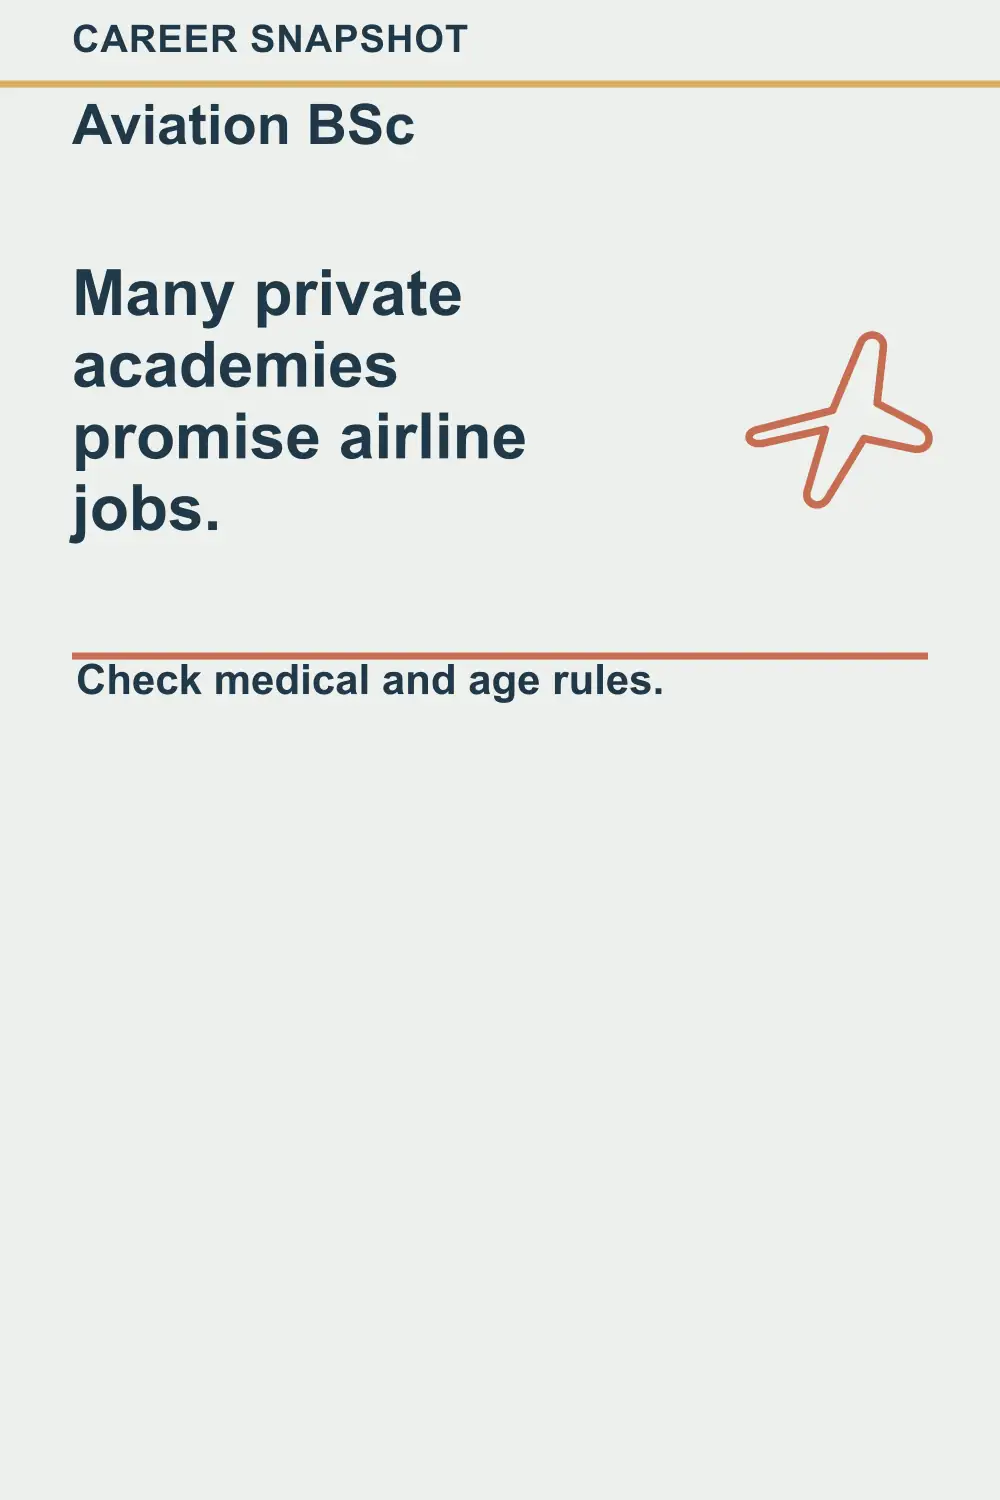 CAREER SNAPSHOT
Aviation BSc
Many private
academies
promise airline
jobs.
Check medical and age rules.